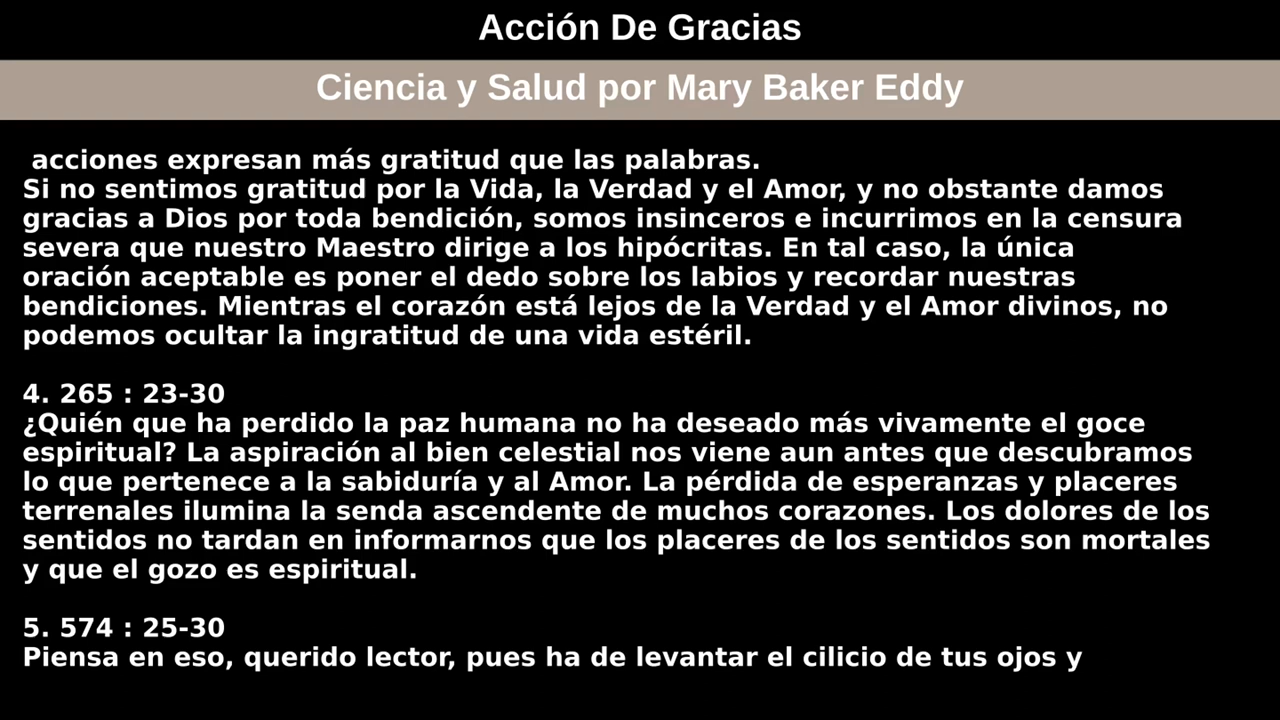 Acción De Gracias
Ciencia y Salud por Mary Baker Eddy
acciones expresan más gratitud que las palabras.
Si no sentimos gratitud por la Vida, la Verdad y el Amor, y no obstante damos
gracias a Dios por toda bendición, somos insinceros e incurrimos en la censura
severa que nuestro Maestro dirige a los hipócritas. En tal caso, la única
oración aceptable es poner el dedo sobre los labios y recordar nuestras
bendiciones. Mientras el corazón está lejos de la Verdad y el Amor divinos, no
podemos ocultar la ingratitud de una vida estéril.
4. 265 : 23-30
¿Quién que ha perdido la paz humana no ha deseado más vivamente el goce
espiritual? La aspiración al bien celestial nos viene aun antes que descubramos
lo que pertenece a la sabiduría y al Amor. La pérdida de esperanzas y placeres
terrenales ilumina la senda ascendente de muchos corazones. Los dolores de los
sentidos no tardan en informarnos que los placeres de los sentidos son mortales
y que el gozo es espiritual.
5. 574 : 25-30
Piensa en eso, querido lector, pues ha de levantar el cilicio de tus ojos y